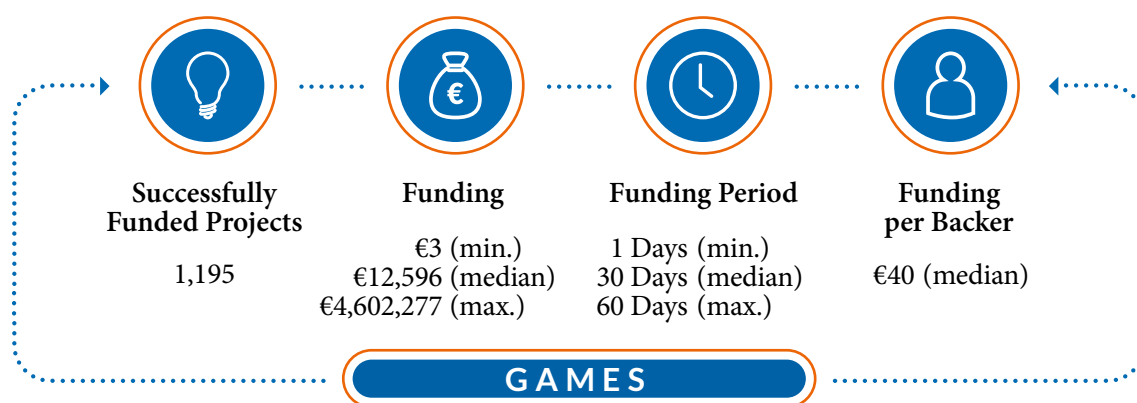 €
Successfully
Funded Projects
1,195
Funding
€3 (min.)
€12,596 (median)
€4,602,277 (max.)
Funding Period
1 Days (min.)
30 Days (median)
60 Days (max.)
Funding
per Backer
€40 (median)
GAMES